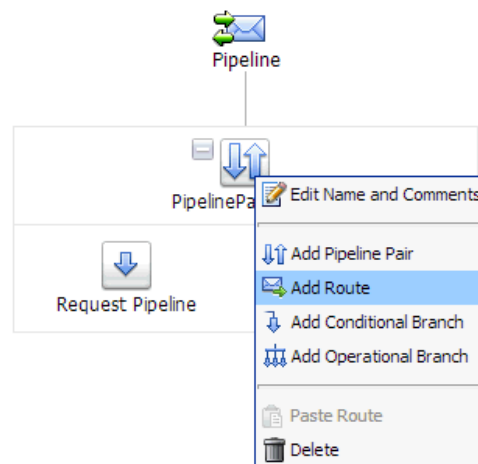 Pipeline
PipelinePa
Edit Name and Comments
Add Pipeline Pair
Add Route
Request Pipeline
Add Conditional Branch
Add Operational Branch
Paste Route
Delete